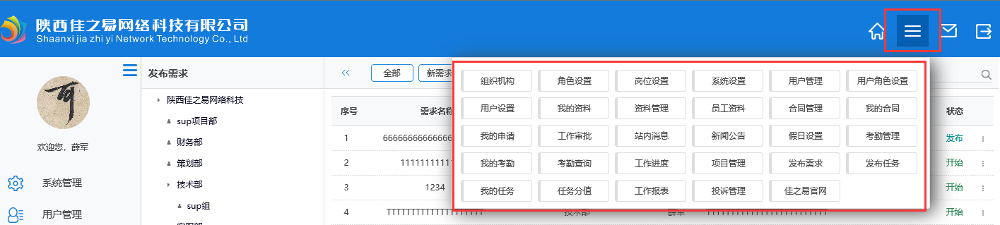 陕西佳之易网络科技有限公司
Shaanxi jia zhi yi Network Technology Co., Ltd
欢迎您，薛军
系统管理
用户管理
发布需求
陕西佳之易网络科技
sup项目部
财务部
策划部
技术部
sup组
全部 新需求
组织机构 角色设置 岗位设置 系统设置 用户管理 用户角色设置
用户设置 我的资料 资料管理 员工资料 合同管理 我的合同
我的申请 工作审批 站内消息 新闻公告 假日设置 考勤管理
我的考勤 考勤查询 工作进度 项目管理 发布需求 发布任务
我的任务 任务分值 工作报表 投诉管理 佳之易官网
序号 需求名称 状态
1 66666666666666 发布
2 11111111111 开始
3 1234 开始
4 TTTTTTTTTTTTTTTTTTTT 技术部 薛军 TTTTTTTTTTTTTTTTTTTTTTTTT 开始